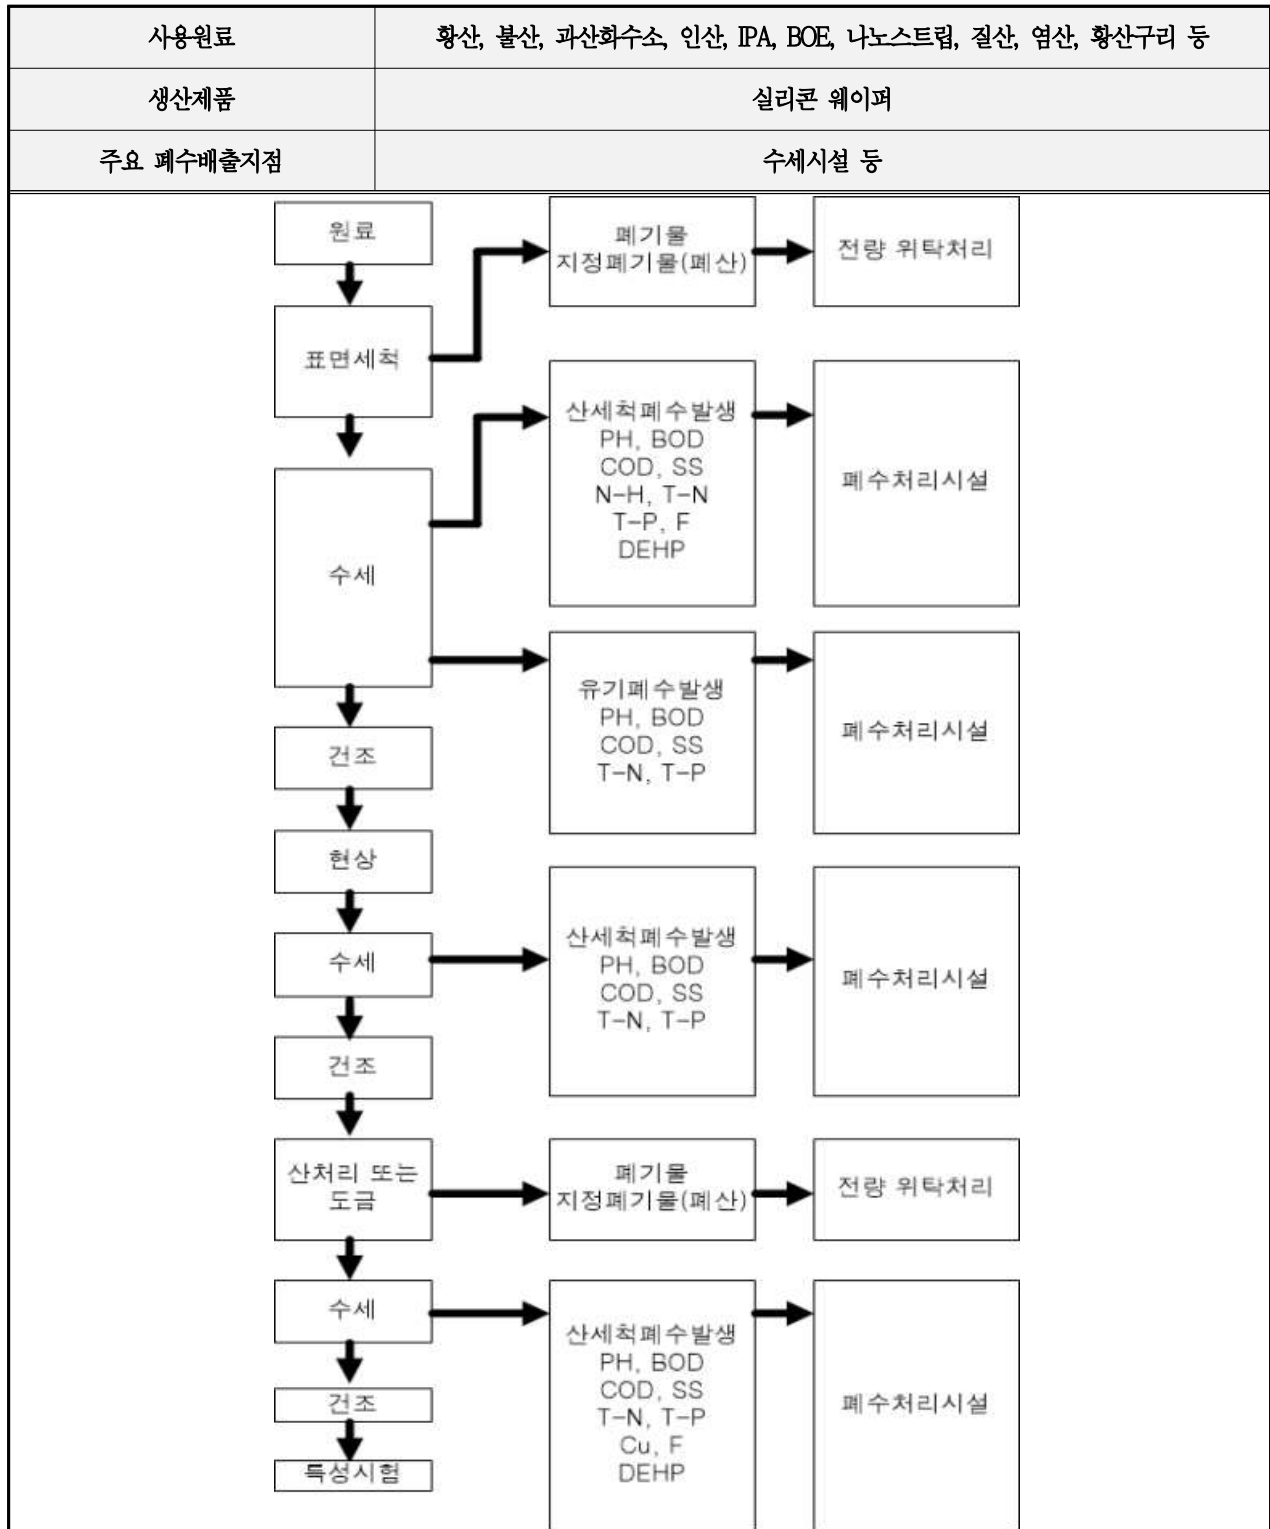 사용원료
황산, 불산, 과산화수소, 인산, IPA, BOE, 나노스트립, 질산, 염산, 황산구리 등
생산제품
실리콘 웨이퍼
주요 폐수배출지점
수세시설 등
원료
폐기물
지정폐기물(폐산)
전량 위탁처리
표면세척
산세척폐수발생
PH, BOD
COD, SS
N-H, T-N
T-P, F
DEHP
폐수처리시설
수세
유기폐수발생
PH, BOD
COD, SS
T-N, T-P
폐수처리시설
건조
현상
수세
산세척폐수발생
PH, BOD
COD, SS
T-N, T-P
폐수처리시설
건조
산처리 또는
도금
폐기물
지정폐기물(폐산)
전량 위탁처리
수세
산세척폐수발생
PH, BOD
COD, SS
T-N, T-P
Cu, F
DEHP
폐수처리시설
건조
특성시험